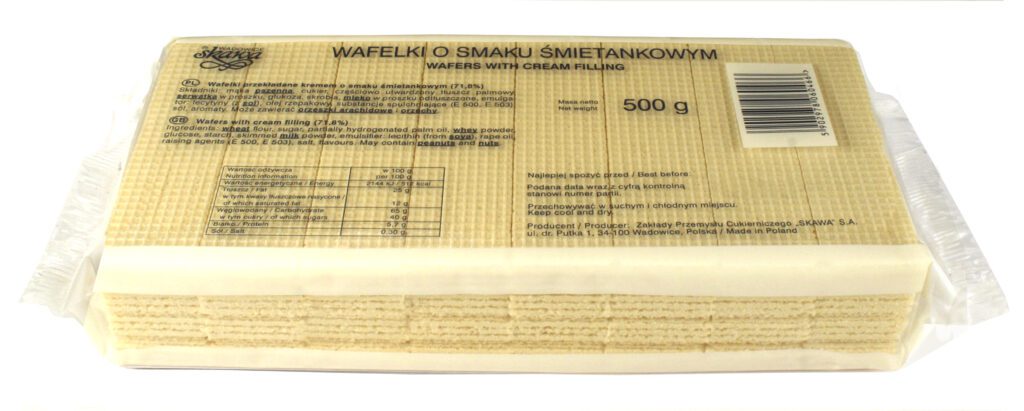 WADOWICE
Skawa
WAFELKI O SMAKU ŚMIETANKOWYM
WAFERS WITH CREAM FILLING
PL Wafelki przekładane kremem o smaku śmietankowym (71,8%)
Składniki: mąka pszenna, cukier, częściowo utwardzony tłuszcz palmowy,
serwatka w proszku, glukoza, skrobia, mleko w proszku odtłuszczone, emulga-
tor: lecytyny (z soi), olej rzepakowy, substancje spulchniające (E 500, E 503)
sól, aromaty. Może zawierać orzeszki arachidowe i orzechy.
GB Wafers with cream filling (71,8%)
Ingredients: wheat flour, sugar, partially hydrogenated palm oil, whey powder,
glucose, starch, skimmed milk powder, emulsifier: lecithin (from soya), rape oil,
raising agents (E 500, E 503), salt, flavours. May contain peanuts and nuts.
Masa netto
Net weight
500 g
Wartość odżywcza / w 100 g
Nutrition information per 100 g
Wartość energetyczna / Energy 2144 kJ / 512 kcal
Tłuszcz / Fat
w tym kwasy tłuszczowe nasycone /
of which saturated fat 12 g
Węglowodany / Carbohydrate 65 g
w tym cukry / of which sugars 40 g
Białko / Protein 5,7 g
Sól / Salt 0,30 g
Najlepiej spożyć przed / Best before:
Podana data wraz z cyfrą kontrolną
stanowi numer partii.
Przechowywać w suchym i chłodnym miejscu.
Keep cool and dry.
Producent / Producer: Zakłady Przemysłu Cukierniczego „SKAWA" S.A.
ul. dr. Putka 1, 34-100 Wadowice, Polska / Made in Poland